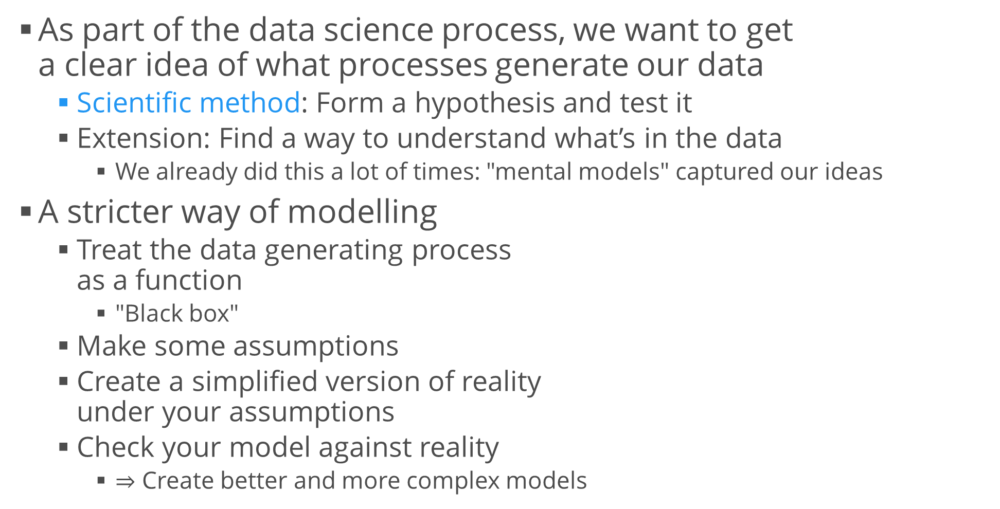 ▪ As part of the data science process, we want to get
a clear idea of what processes generate our data
▪ Scientific method: Form a hypothesis and test it
▪ Extension: Find a way to understand what’s in the data
▪ We already did this a lot of times: "mental models" captured our ideas
▪ A stricter way of modelling
▪ Treat the data generating process
as a function
▪ "Black box"
▪ Make some assumptions
▪ Create a simplified version of reality
under your assumptions
▪ Check your model against reality
▪ ⇒ Create better and more complex models